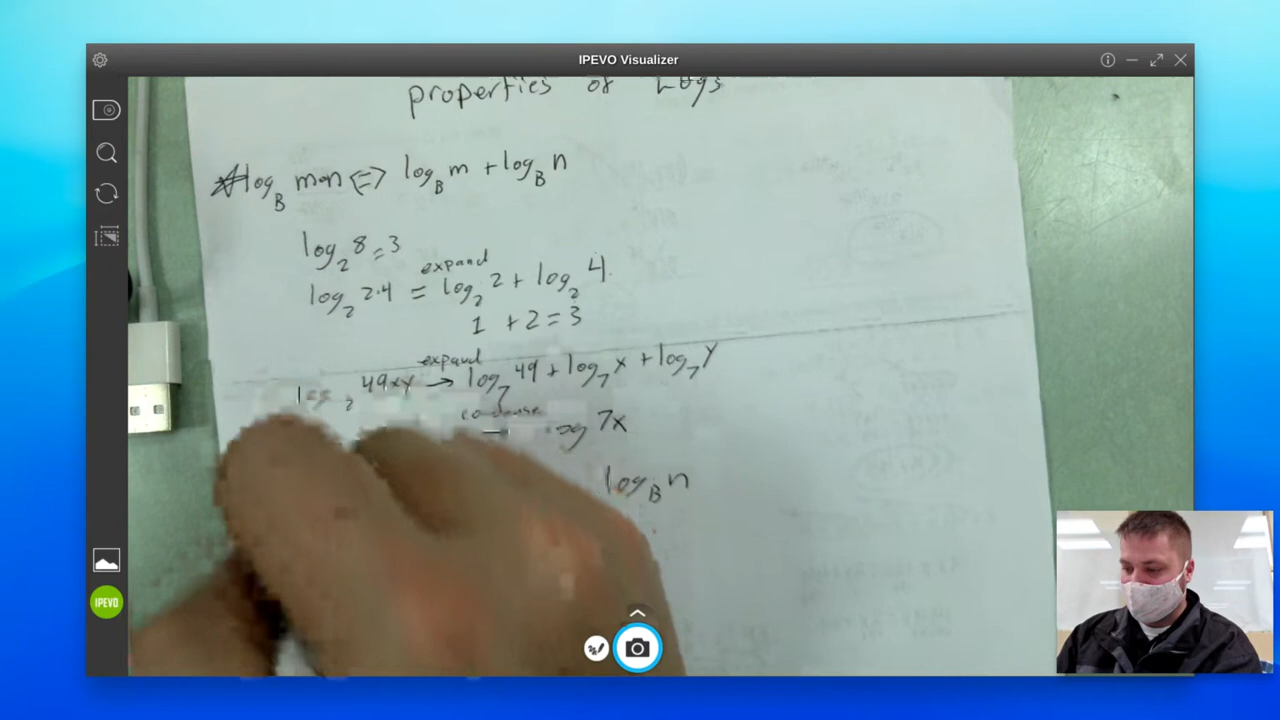 IPEVO Visualizer
properties of Logs
log_B m•n <=> log_B m + log_B n
log_2 8 = 3
expand
log_2 2·4 = log_2 2 + log_2 4
1 + 2 = 3
expand
log_7 49xy → log_7 49 + log_7 x + log_7 y
condense
log 7x
log_B n
IPEVO